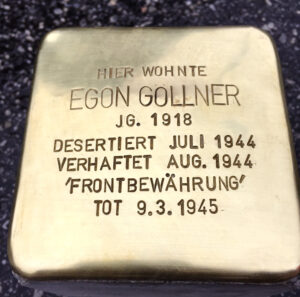 HIER WOHNTE
EGON GOLLNER
JG. 1918
DESERTIERT JULI 1944
VERHAFTET AUG. 1944
'FRONTBEWÄHRUNG'
TOT 9.3.1945